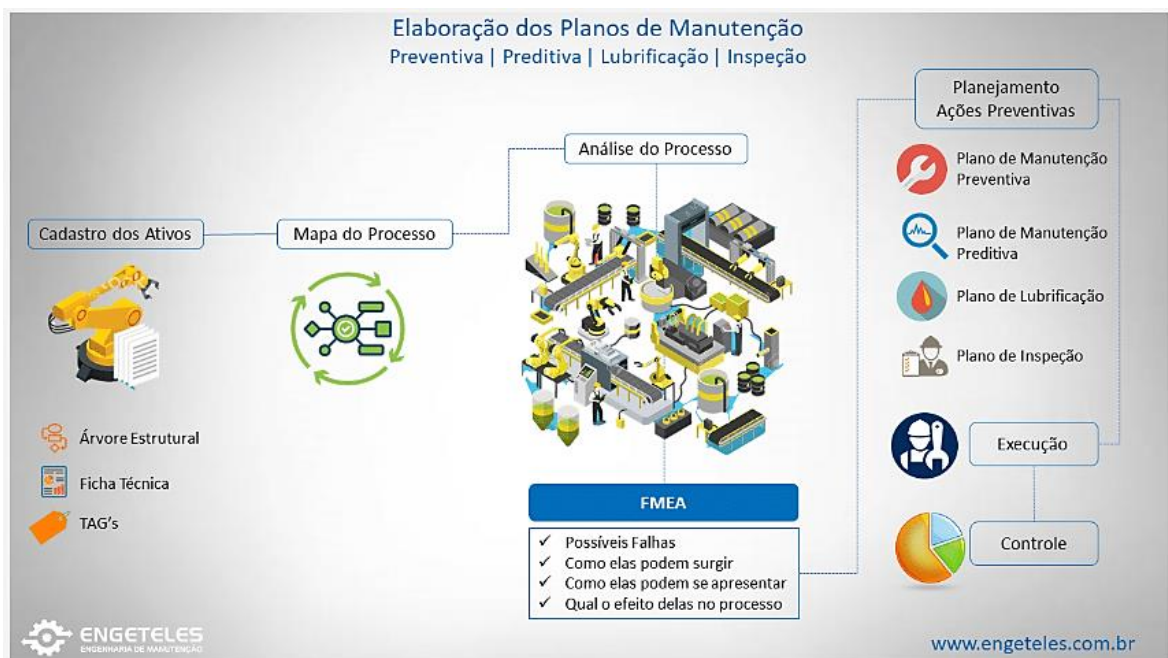 Elaboração dos Planos de Manutenção
Preventiva | Preditiva | Lubrificação | Inspeção
Cadastro dos Ativos
Árvore Estrutural
Ficha Técnica
TAG's
Mapa do Processo
Análise do Processo
FMEA
✓ Possíveis Falhas
✓ Como elas podem surgir
✓ Como elas podem se apresentar
✓ Qual o efeito delas no processo
Planejamento
Ações Preventivas
Plano de Manutenção
Preventiva
Plano de Manutenção
Preditiva
Plano de Lubrificação
Plano de Inspeção
Execução
Controle
ENGETELES
ENGENHARIA DE MANUTENÇÃO
www.engeteles.com.br